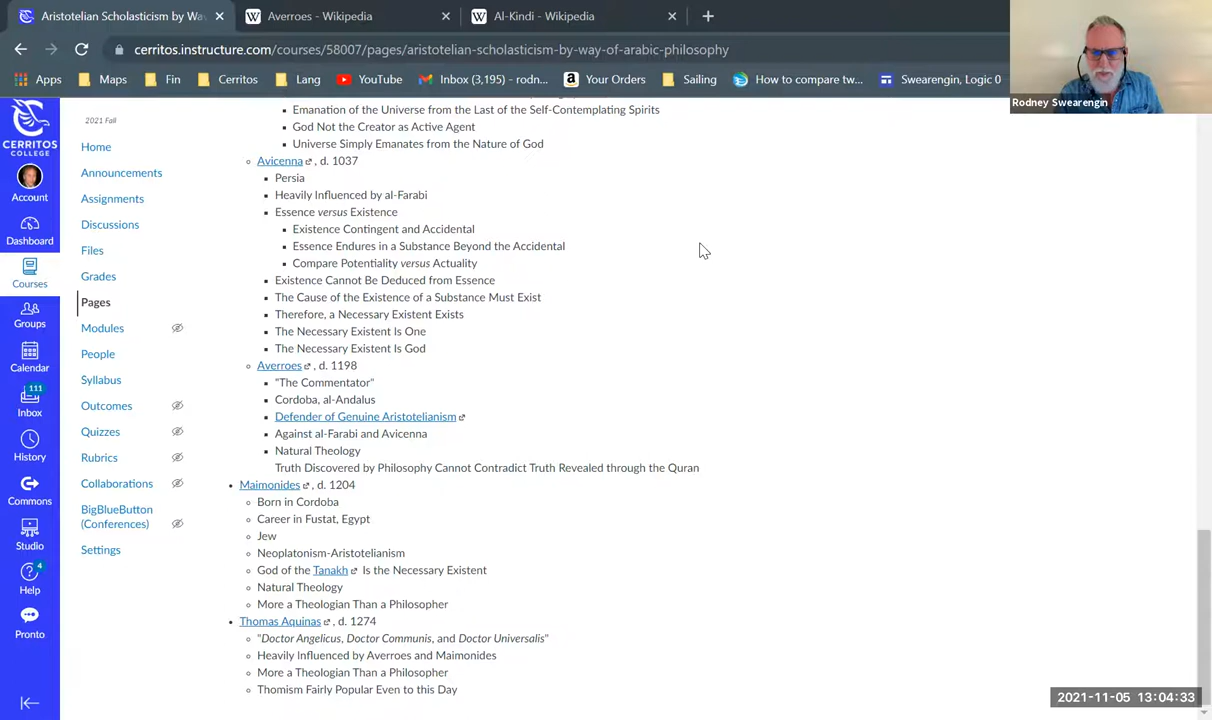 Aristotelian Scholasticism by Wa
Averroes - Wikipedia
Al-Kindi - Wikipedia
cerritos.instructure.com/courses/58007/pages/aristotelian-scholasticism-by-way-of-arabic-philosophy
Apps
Maps
Fin
Cerritos
Lang
YouTube
Inbox (3,195) - rodn...
Your Orders
Sailing
How to compare tw...
Swearengin, Logic 0
Rodney Swearengin
CERRITOS
COLLEGE
Account
Dashboard
Courses
Groups
Calendar
111
Inbox
History
Commons
Studio
4
Help
Pronto
2021 Fall
Home
Announcements
Assignments
Discussions
Files
Grades
Pages
Modules
People
Syllabus
Outcomes
Quizzes
Rubrics
Collaborations
BigBlueButton
(Conferences)
Settings
Emanation of the Universe from the Last of the Self-Contemplating Spirits
God Not the Creator as Active Agent
Universe Simply Emanates from the Nature of God
Avicenna, d. 1037
Persia
Heavily Influenced by al-Farabi
Essence versus Existence
Existence Contingent and Accidental
Essence Endures in a Substance Beyond the Accidental
Compare Potentiality versus Actuality
Existence Cannot Be Deduced from Essence
The Cause of the Existence of a Substance Must Exist
Therefore, a Necessary Existent Exists
The Necessary Existent Is One
The Necessary Existent Is God
Averroes, d. 1198
"The Commentator"
Cordoba, al-Andalus
Defender of Genuine Aristotelianism
Against al-Farabi and Avicenna
Natural Theology
Truth Discovered by Philosophy Cannot Contradict Truth Revealed through the Quran
Maimonides, d. 1204
Born in Cordoba
Career in Fustat, Egypt
Jew
Neoplatonism-Aristotelianism
God of the Tanakh Is the Necessary Existent
Natural Theology
More a Theologian Than a Philosopher
Thomas Aquinas, d. 1274
"Doctor Angelicus, Doctor Communis, and Doctor Universalis"
Heavily Influenced by Averroes and Maimonides
More a Theologian Than a Philosopher
Thomism Fairly Popular Even to this Day
2021-11-05 13:04:33